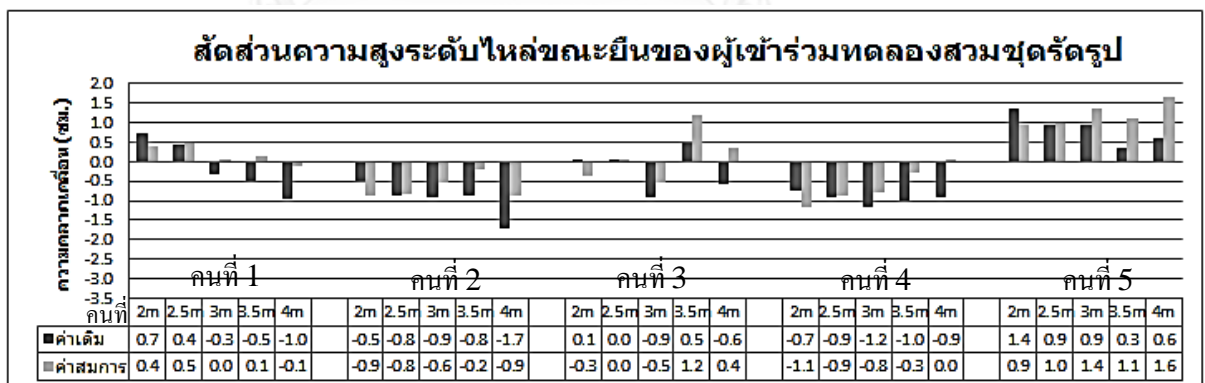 สัดส่วนความสูงระดับไหล่ขณะยืนของผู้เข้าร่วมทดลองสวมชุดรัดรูป
ความคลาดเคลื่อน (ซม.)
2.0
1.5
1.0
0.5
0.0
-0.5
-1.0
-1.5
-2.0
-2.5
-3.0
-3.5
คนที่ 1 คนที่ 2 คนที่ 3 คนที่ 4 คนที่ 5
คนที่ 2m 2.5m 3m 3.5m 4m 2m 2.5m 3m 3.5m 4m 2m 2.5m 3m 3.5m 4m 2m 2.5m 3m 3.5m 4m 2m 2.5m 3m 3.5m 4m
ค่าเดิม 0.7 0.4 -0.3 -0.5 -1.0 -0.5 -0.8 -0.9 -0.8 -1.7 0.1 0.0 -0.9 0.5 -0.6 -0.7 -0.9 -1.2 -1.0 -0.9 1.4 0.9 0.9 0.3 0.6
ค่าสมการ 0.4 0.5 0.0 0.1 -0.1 -0.9 -0.8 -0.6 -0.2 -0.9 -0.3 0.0 -0.5 1.2 0.4 -1.1 -0.9 -0.8 -0.3 0.0 0.9 1.0 1.4 1.1 1.6